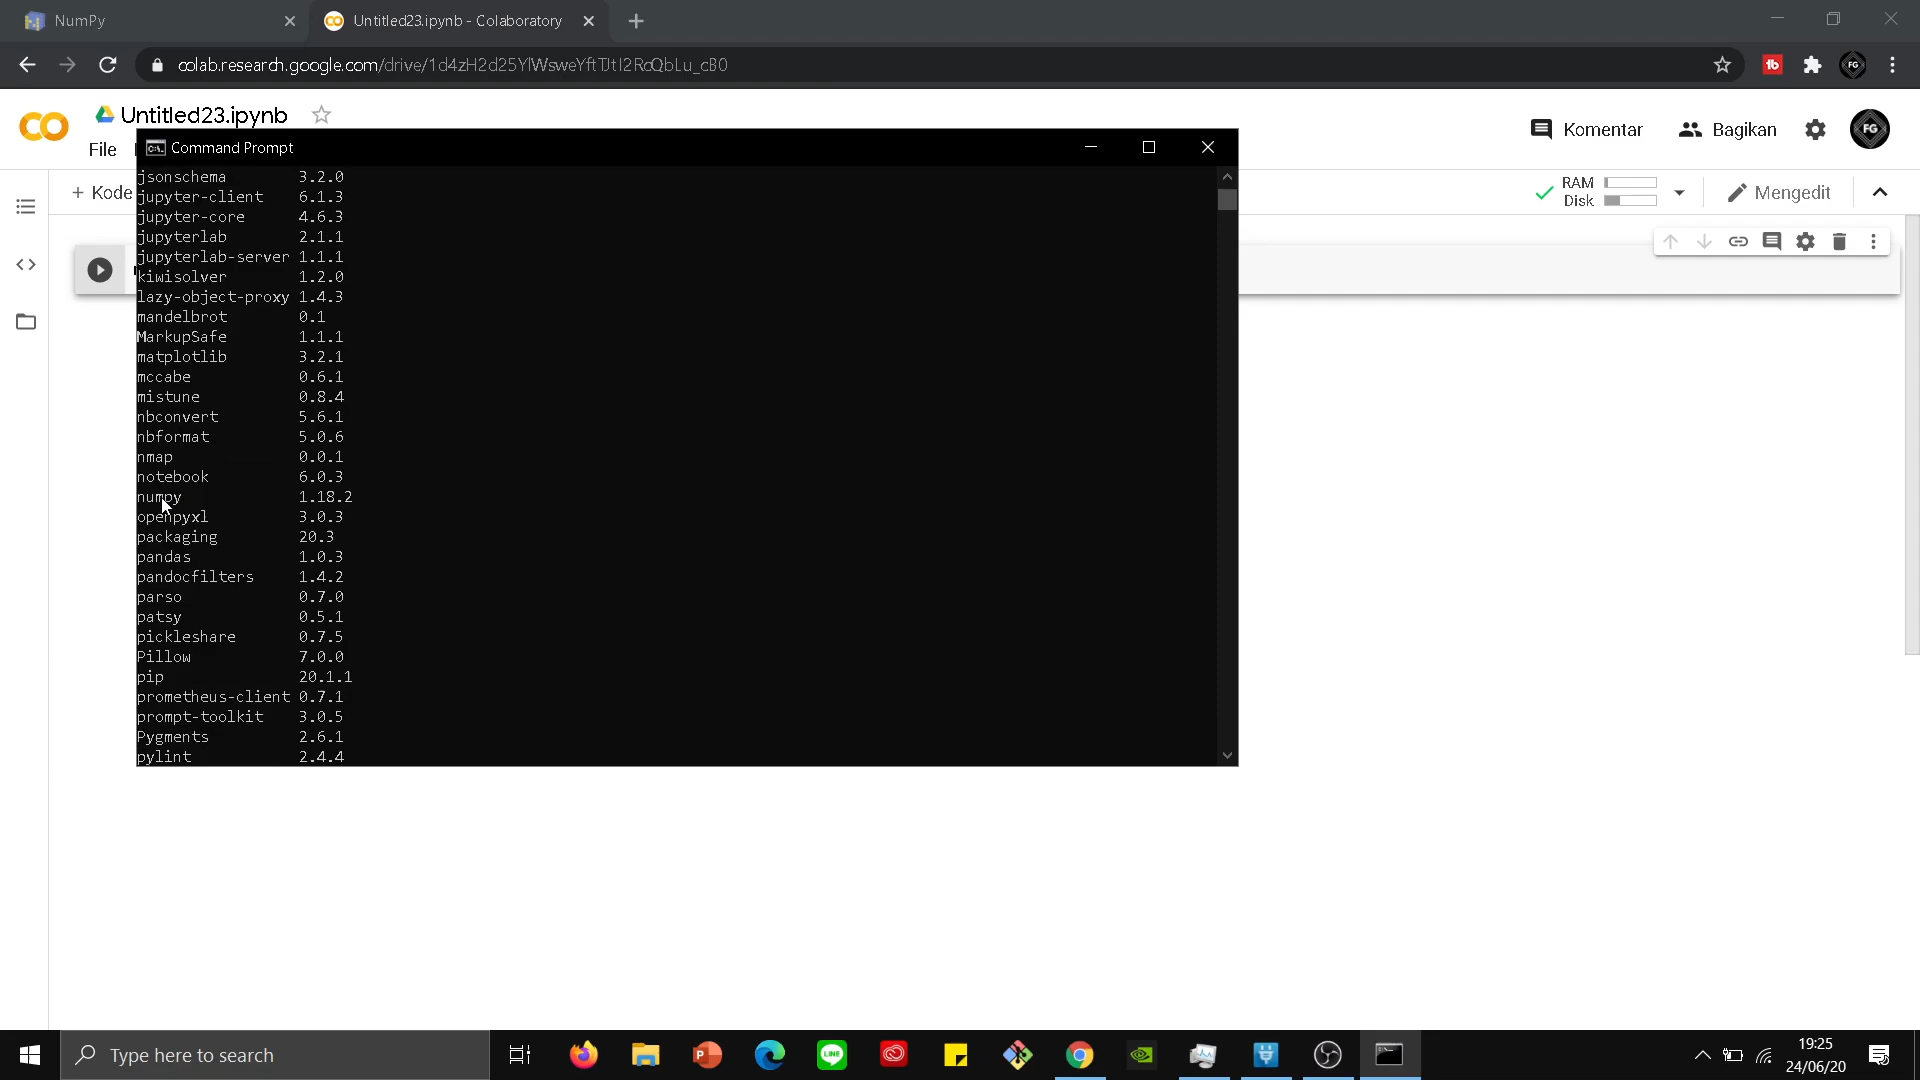 NumPy
Untitled23.ipynb - Colaboratory
colab.research.google.com/drive/1d4zH2d25YlWsweYftTJtI2RoQbLu_cB0
Untitled23.ipynb
File
Komentar
Bagikan
FG
+ Kode
RAM
Disk
Mengedit
Command Prompt
jsonschema 3.2.0
jupyter-client 6.1.3
jupyter-core 4.6.3
jupyterlab 2.1.1
jupyterlab-server 1.1.1
kiwisolver 1.2.0
lazy-object-proxy 1.4.3
mandelbrot 0.1
MarkupSafe 1.1.1
matplotlib 3.2.1
mccabe 0.6.1
mistune 0.8.4
nbconvert 5.6.1
nbformat 5.0.6
nmap 0.0.1
notebook 6.0.3
numpy 1.18.2
openpyxl 3.0.3
packaging 20.3
pandas 1.0.3
pandocfilters 1.4.2
parso 0.7.0
patsy 0.5.1
pickleshare 0.7.5
Pillow 7.0.0
pip 20.1.1
prometheus-client 0.7.1
prompt-toolkit 3.0.5
Pygments 2.6.1
pylint 2.4.4
Type here to search
19:25
24/06/20